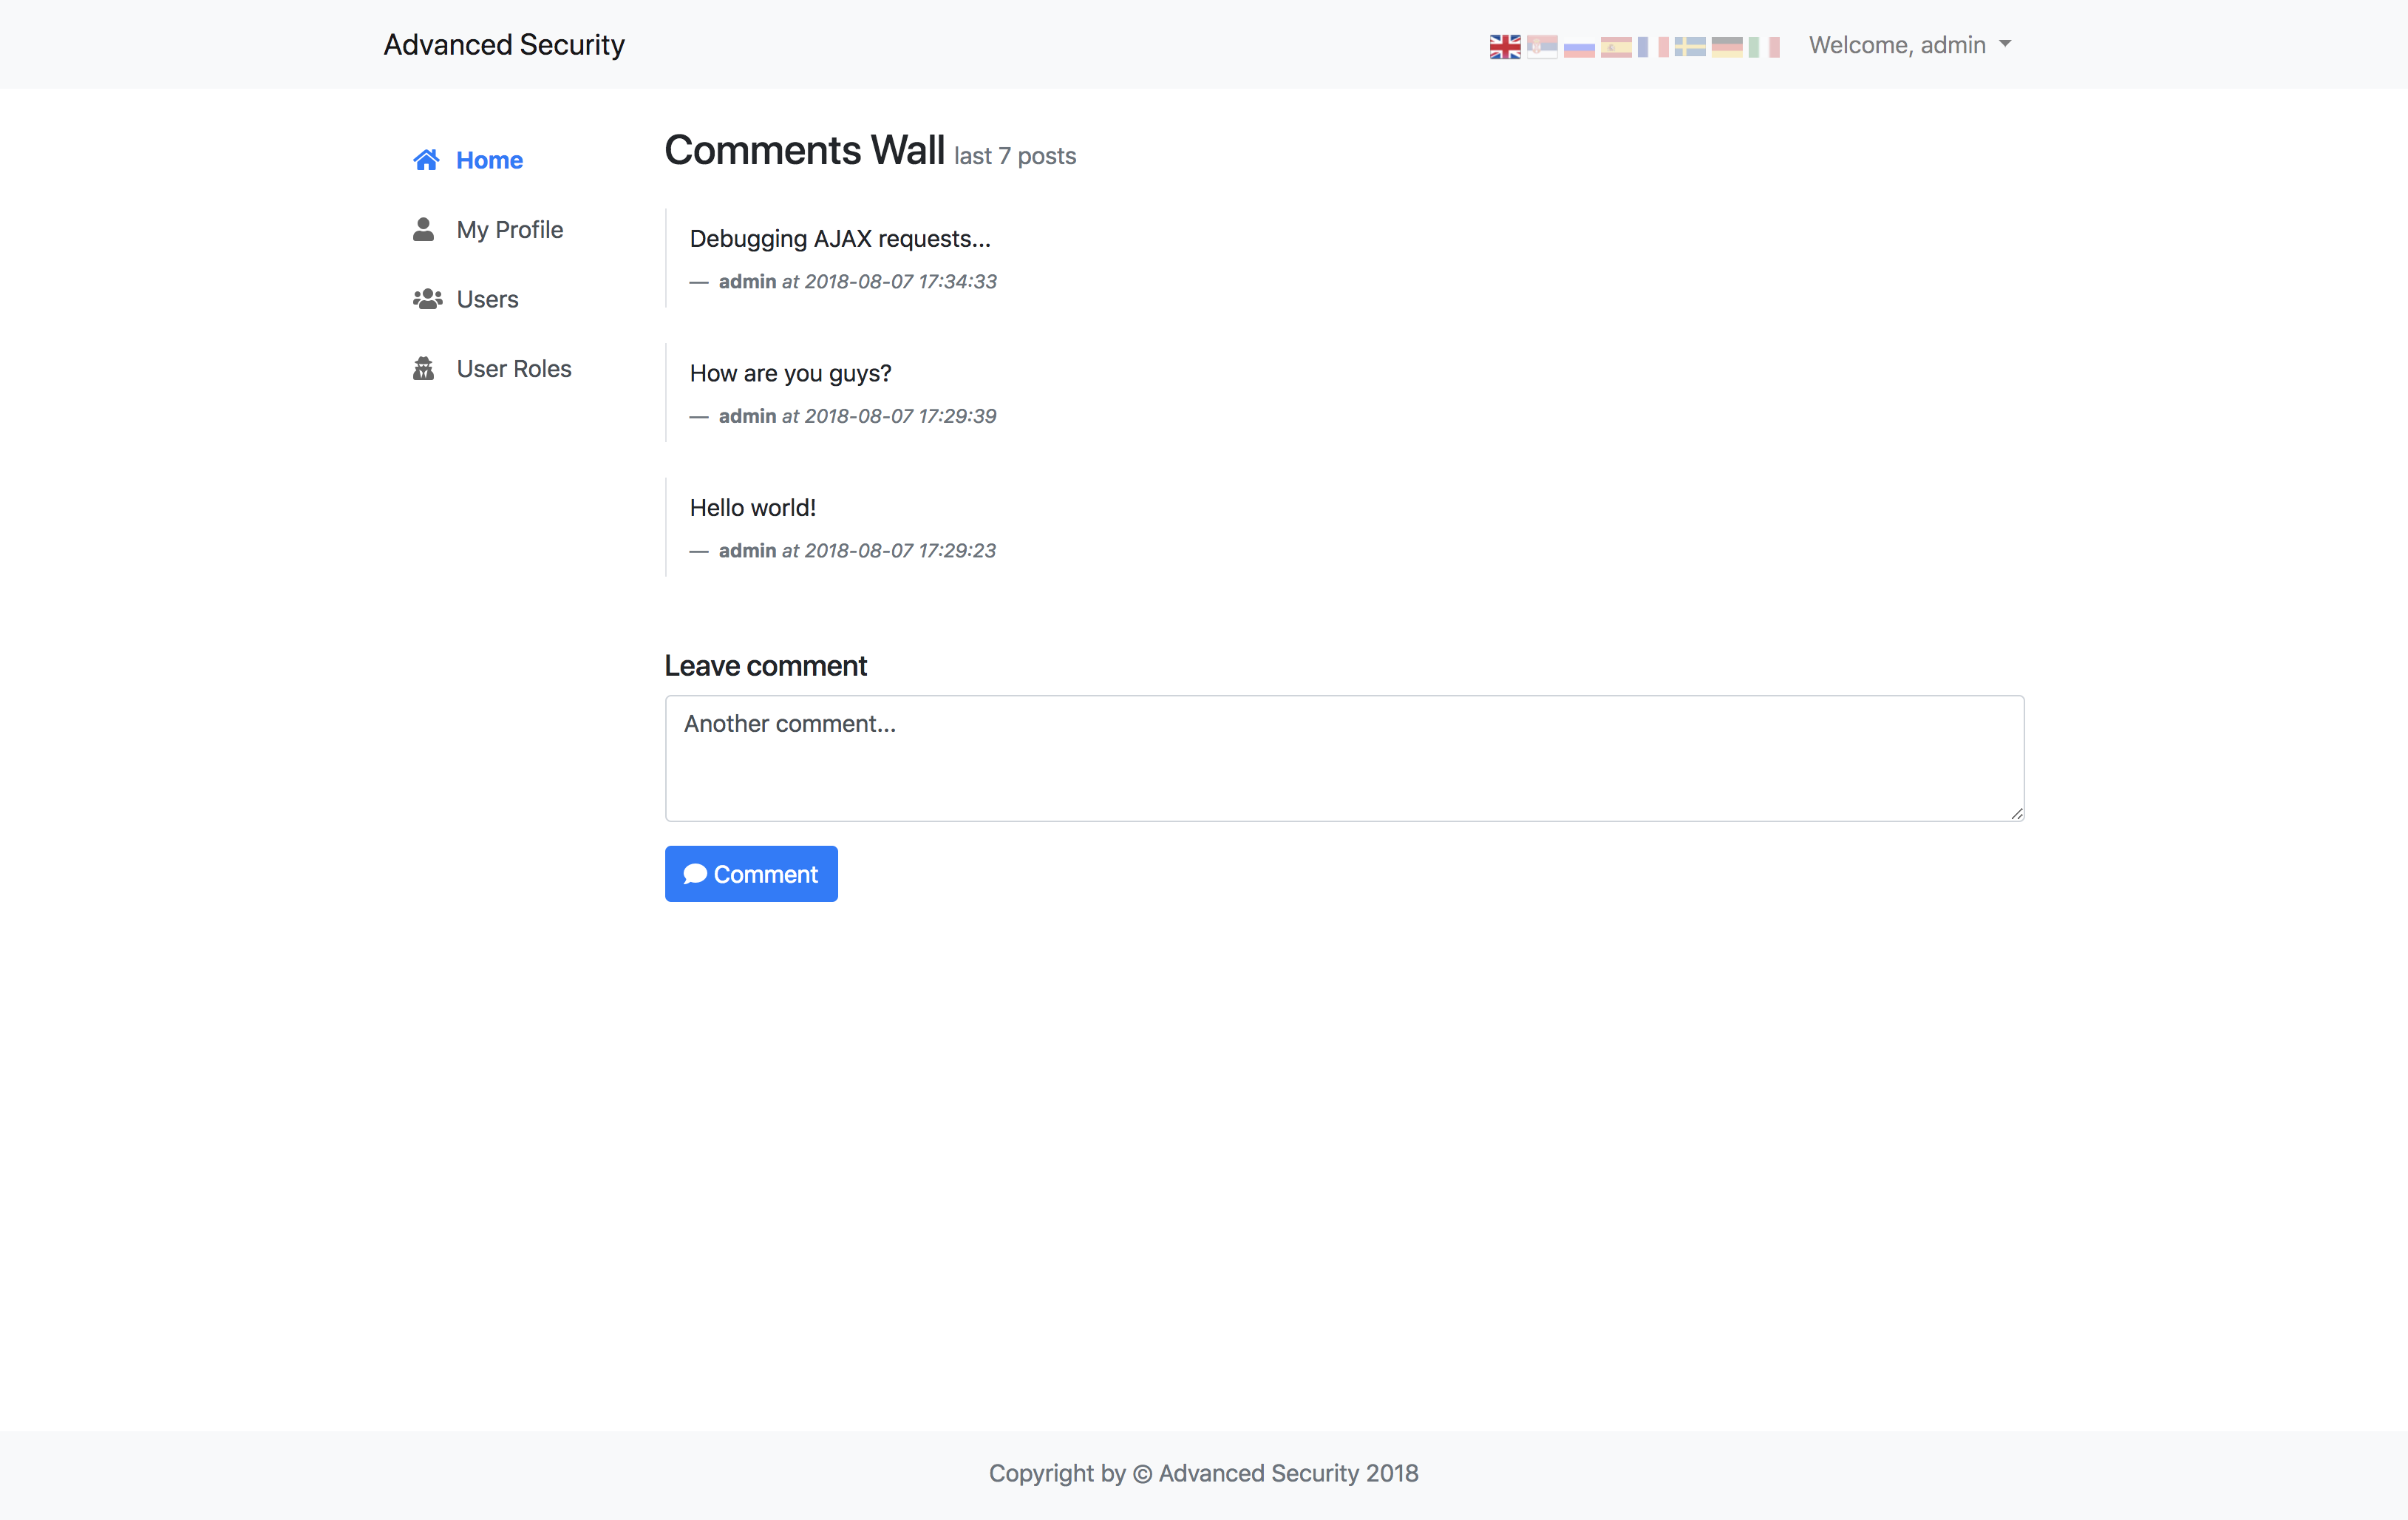 Advanced Security
Welcome, admin
Home
My Profile
Users
User Roles
Comments Wall last 7 posts
Debugging AJAX requests...
— admin at 2018-08-07 17:34:33
How are you guys?
— admin at 2018-08-07 17:29:39
Hello world!
— admin at 2018-08-07 17:29:23
Leave comment
Another comment...
Comment
Copyright by © Advanced Security 2018